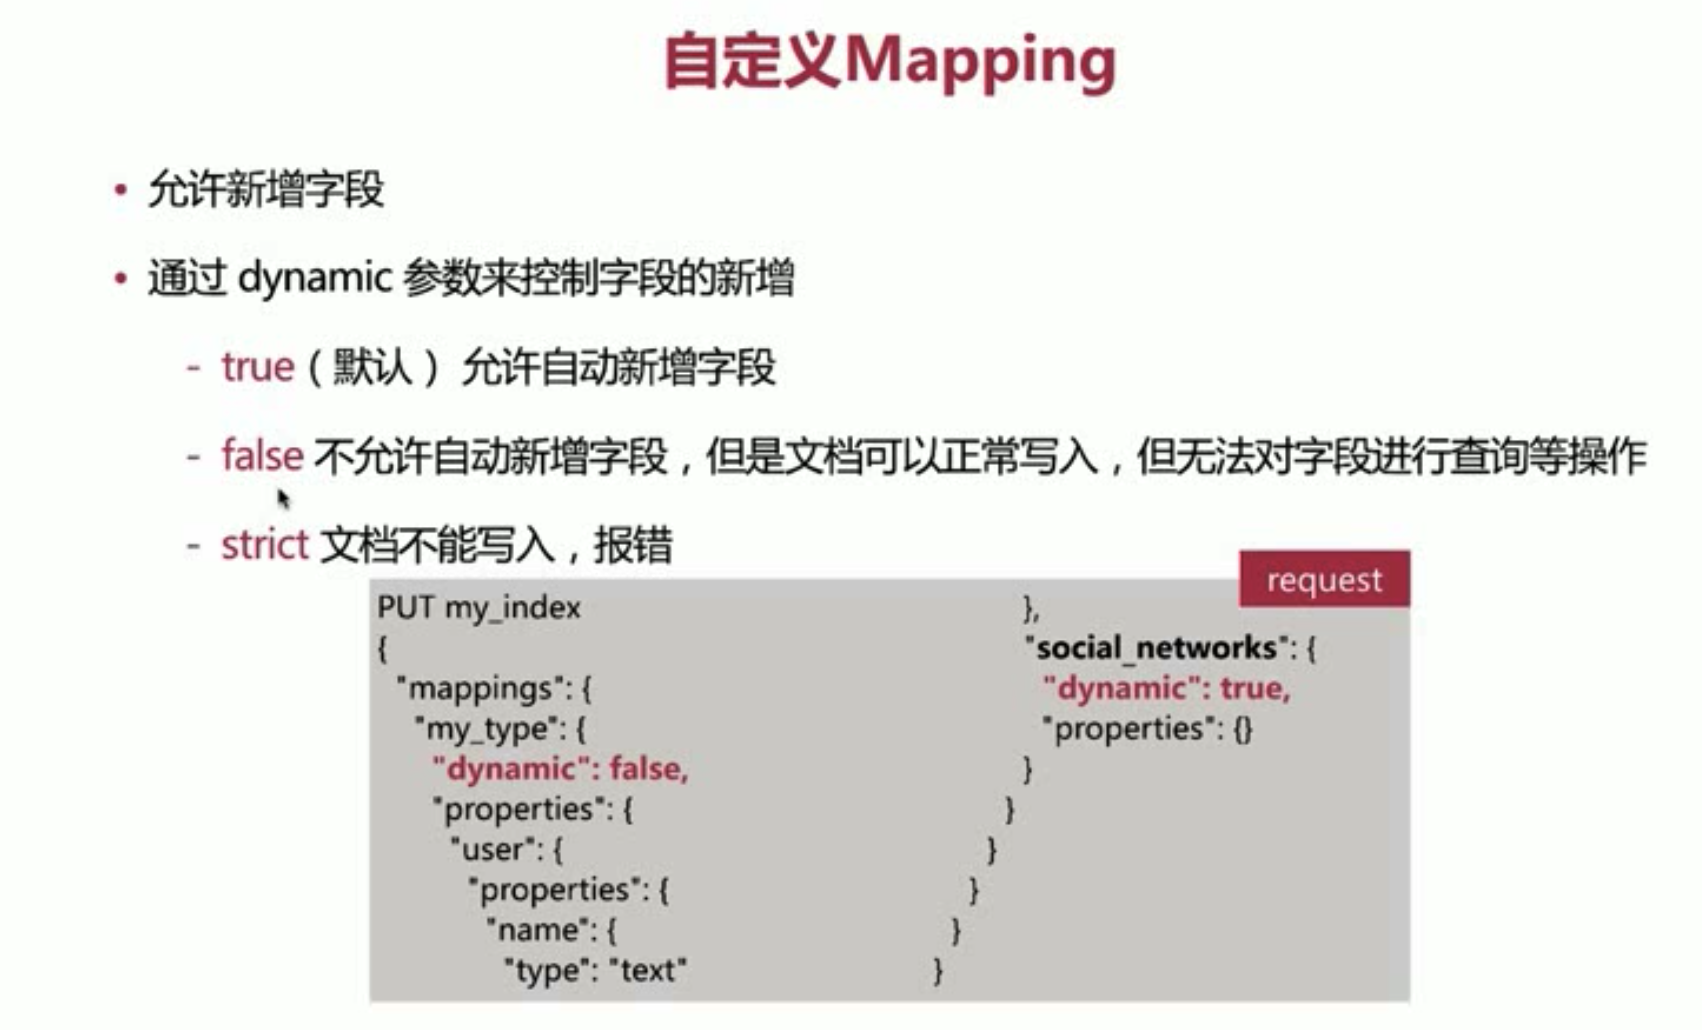 自定义Mapping
• 允许新增字段
• 通过 dynamic 参数来控制字段的新增
- true（默认） 允许自动新增字段
- false 不允许自动新增字段，但是文档可以正常写入，但无法对字段进行查询等操作
- strict 文档不能写入，报错
request
PUT my_index
{
"mappings": {
"my_type": {
"dynamic": false,
"properties": {
"user": {
"properties": {
"name": {
"type": "text"
},
"social_networks": {
"dynamic": true,
"properties": {}
}
}
}
}
}
}